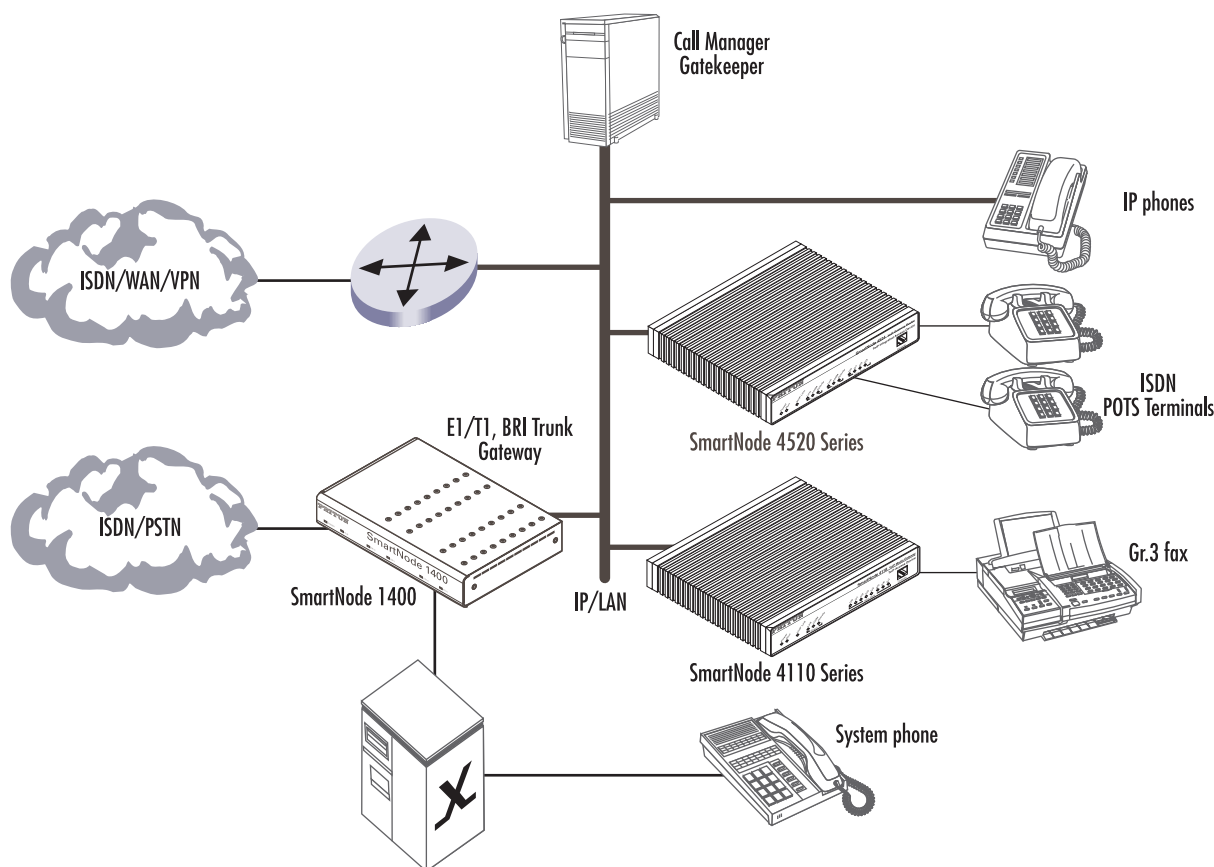 Call Manager
Gatekeeper
IP phones
ISDN/WAN/VPN
ISDN
POTS Terminals
SmartNode 4520 Series
E1/T1, BRI Trunk
Gateway
ISDN/PSTN
PATTON
SmartNode 1400
SmartNode 1400
IP/LAN
Gr.3 fax
SmartNode 4110 Series
System phone